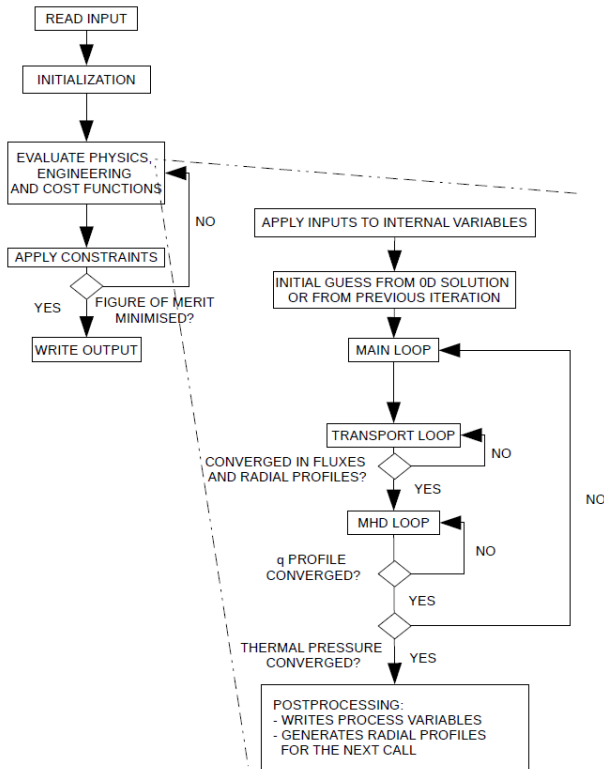 READ INPUT
INITIALIZATION
EVALUATE PHYSICS,
ENGINEERING
AND COST FUNCTIONS
NO
APPLY CONSTRAINTS
YES
FIGURE OF MERIT
MINIMISED?
WRITE OUTPUT
APPLY INPUTS TO INTERNAL VARIABLES
INITIAL GUESS FROM 0D SOLUTION
OR FROM PREVIOUS ITERATION
MAIN LOOP
TRANSPORT LOOP
NO
CONVERGED IN FLUXES
AND RADIAL PROFILES?
YES
NO
MHD LOOP
NO
q PROFILE
CONVERGED?
YES
THERMAL PRESSURE
CONVERGED?
YES
POSTPROCESSING:
- WRITES PROCESS VARIABLES
- GENERATES RADIAL PROFILES
FOR THE NEXT CALL